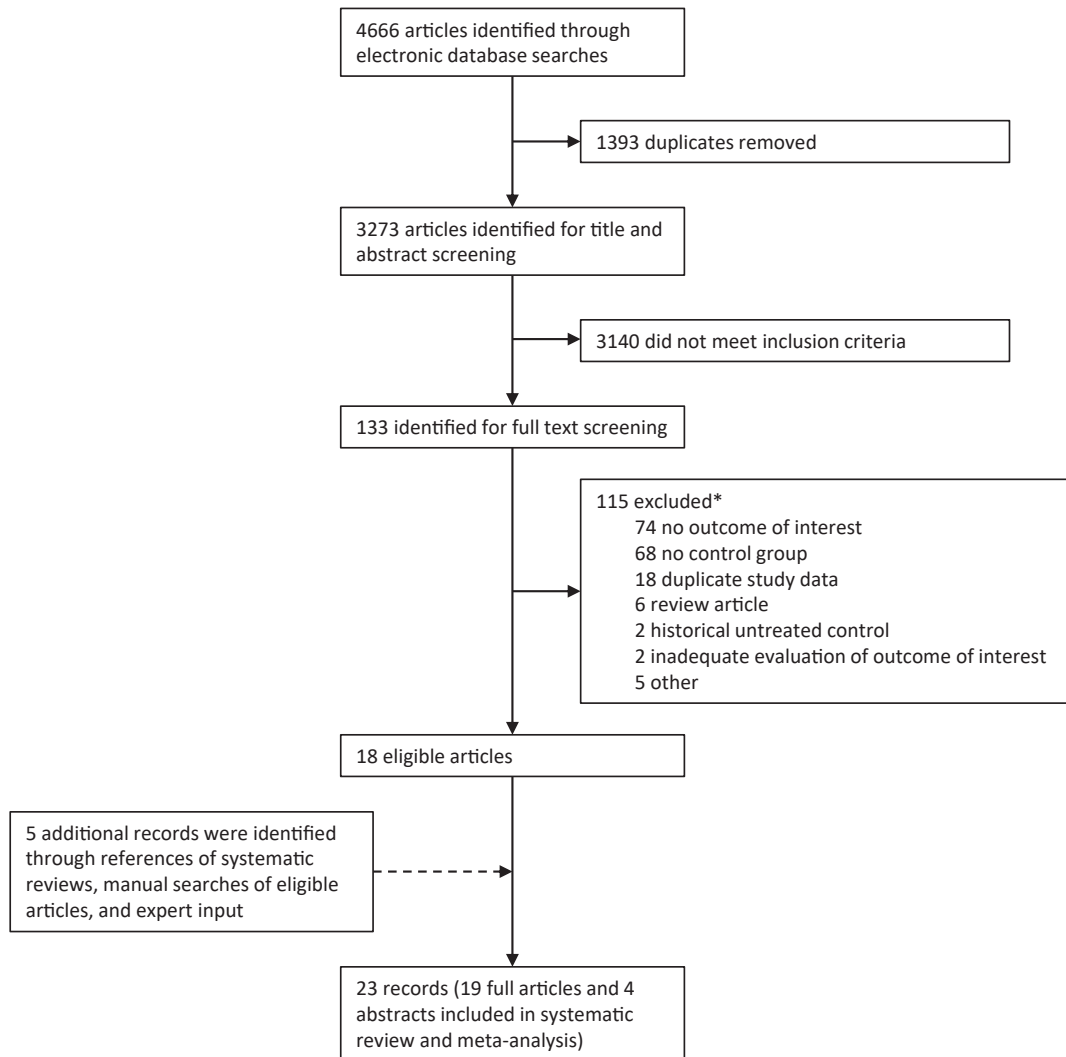 4666 articles identified through
electronic database searches
1393 duplicates removed
3273 articles identified for title and
abstract screening
3140 did not meet inclusion criteria
133 identified for full text screening
115 excluded*
74 no outcome of interest
68 no control group
18 duplicate study data
6 review article
2 historical untreated control
2 inadequate evaluation of outcome of interest
5 other
18 eligible articles
5 additional records were identified
through references of systematic
reviews, manual searches of eligible
articles, and expert input
23 records (19 full articles and 4
abstracts included in systematic
review and meta-analysis)